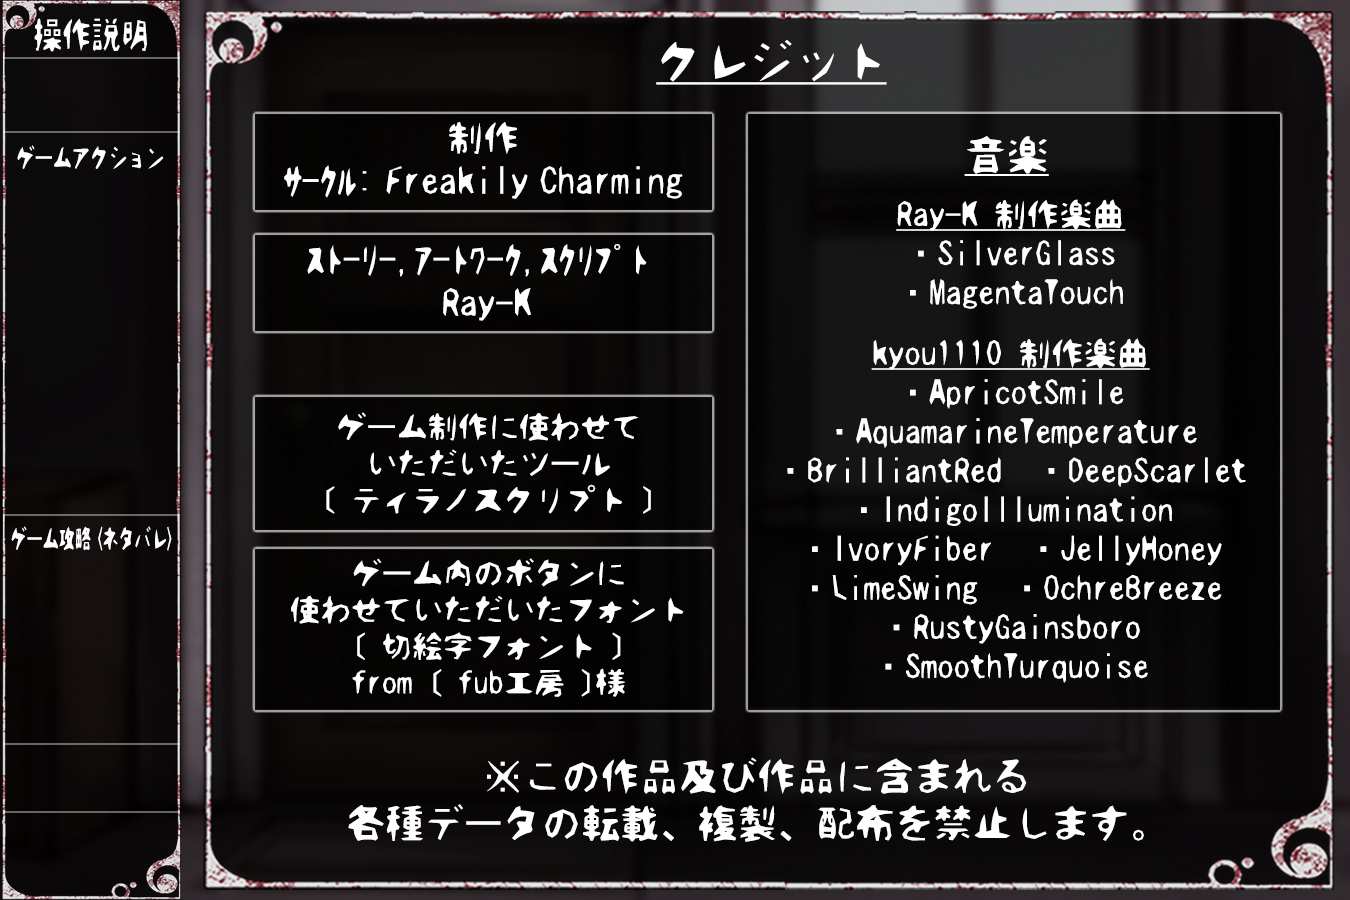 操作説明
ゲームアクション
ゲーム攻略(ネタバレ)
クレジット
制作
サークル: Freakily Charming
ストーリー,アートワーク,スクリプト
Ray-K
ゲーム制作に使わせて
いただいたツール
〔 ティラノスクリプト 〕
ゲーム内のボタンに
使わせていただいたフォント
〔 切絵字フォント 〕
from 〔 fub工房 〕様
音楽
Ray-K 制作楽曲
・SilverGlass
・MagentaTouch
kyou1110 制作楽曲
・ApricotSmile
・AquamarineTemperature
・BrilliantRed ・DeepScarlet
・IndigoIllumination
・IvoryFiber ・JellyHoney
・LimeSwing ・OchreBreeze
・RustyGainsboro
・SmoothTurquoise
※この作品及び作品に含まれる
各種データの転載、複製、配布を禁止します。